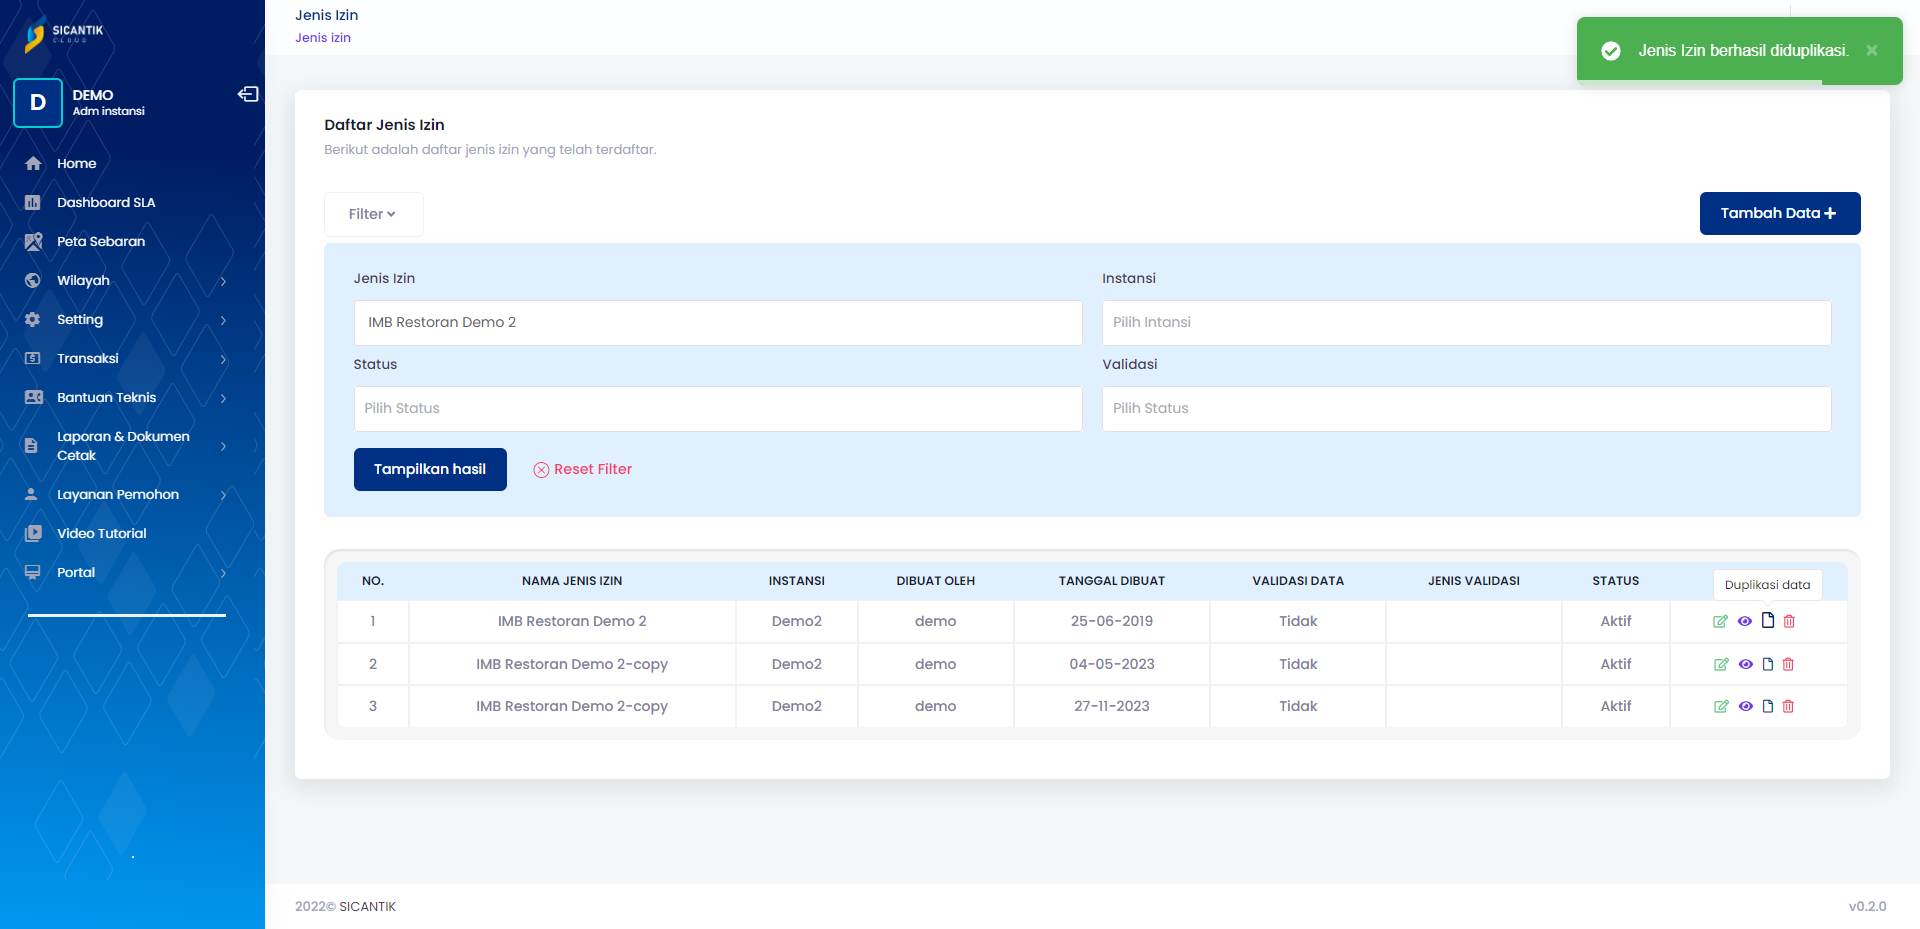 SICANTIK
CLOUD
D
DEMO
Adm instansi
Home
Dashboard SLA
Peta Sebaran
Wilayah
Setting
Transaksi
Bantuan Teknis
Laporan & Dokumen
Cetak
Layanan Pemohon
Video Tutorial
Portal
Jenis Izin
Jenis izin
Jenis Izin berhasil diduplikasi. ×
Daftar Jenis Izin
Berikut adalah daftar jenis izin yang telah terdaftar.
Filter
Tambah Data +
Jenis Izin
Instansi
IMB Restoran Demo 2
Pilih Intansi
Status
Validasi
Pilih Status
Pilih Status
Tampilkan hasil
Reset Filter
NO. NAMA JENIS IZIN INSTANSI DIBUAT OLEH TANGGAL DIBUAT VALIDASI DATA JENIS VALIDASI STATUS
Duplikasi data
1 IMB Restoran Demo 2 Demo2 demo 25-06-2019 Tidak Aktif
2 IMB Restoran Demo 2-copy Demo2 demo 04-05-2023 Tidak Aktif
3 IMB Restoran Demo 2-copy Demo2 demo 27-11-2023 Tidak Aktif
2022© SICANTIK
v0.2.0